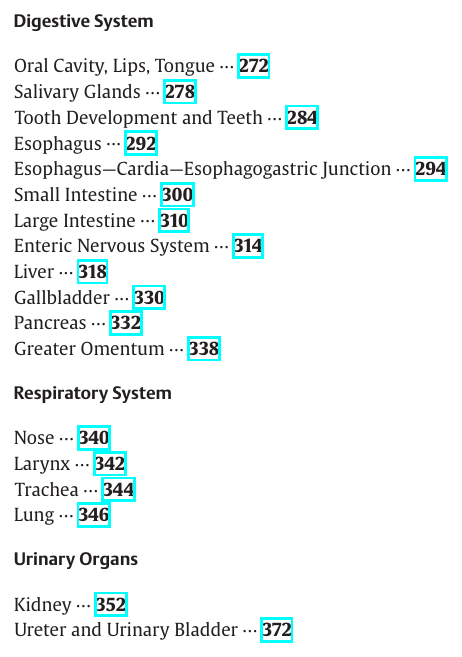 Digestive System
Oral Cavity, Lips, Tongue ··· 272
Salivary Glands ··· 278
Tooth Development and Teeth ··· 284
Esophagus ··· 292
Esophagus—Cardia—Esophagogastric Junction ··· 294
Small Intestine ··· 300
Large Intestine ··· 310
Enteric Nervous System ··· 314
Liver ··· 318
Gallbladder ··· 330
Pancreas ··· 332
Greater Omentum ··· 338
Respiratory System
Nose ··· 340
Larynx ··· 342
Trachea ··· 344
Lung ··· 346
Urinary Organs
Kidney ··· 352
Ureter and Urinary Bladder ··· 372